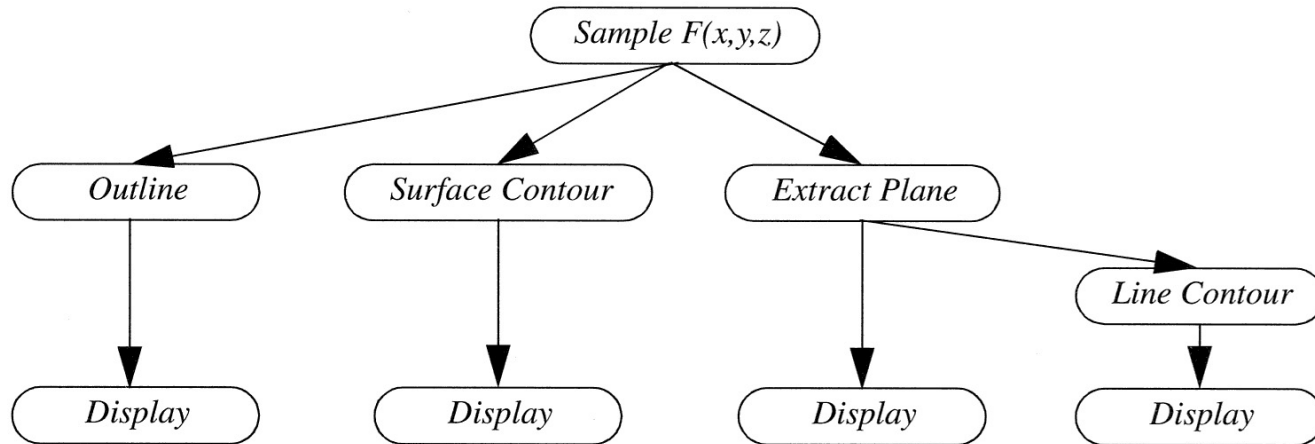 Sample F(x,y,z)
Outline
Surface Contour
Extract Plane
Line Contour
Display
Display
Display
Display